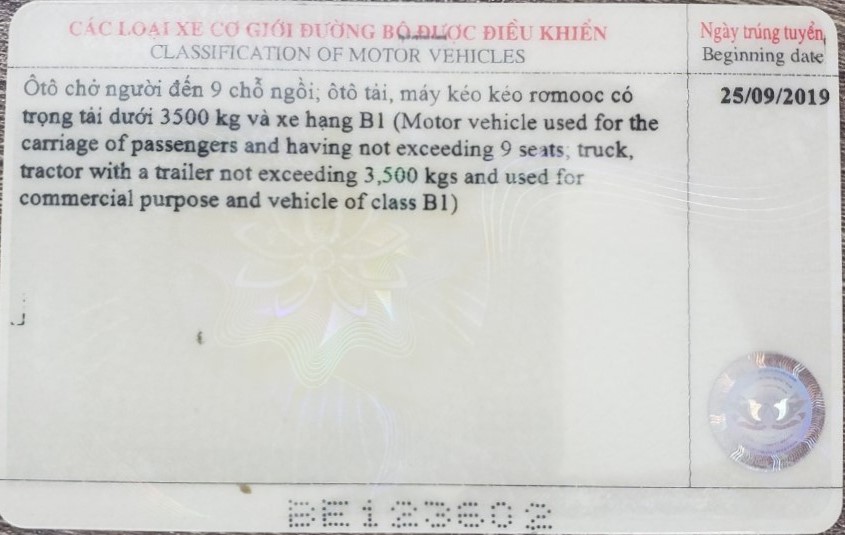 CÁC LOẠI XE CƠ GIỚI ĐƯỜNG BỘ ĐƯỢC ĐIỀU KHIỂN
CLASSIFICATION OF MOTOR VEHICLES
Ngày trúng tuyển
Beginning date
Ôtô chở người đến 9 chỗ ngồi; ôtô tải, máy kéo kéo rơmooc có
trọng tải dưới 3500 kg và xe hạng B1 (Motor vehicle used for the
carriage of passengers and having not exceeding 9 seats; truck,
tractor with a trailer not exceeding 3,500 kgs and used for
commercial purpose and vehicle of class B1)
25/09/2019
BE123602